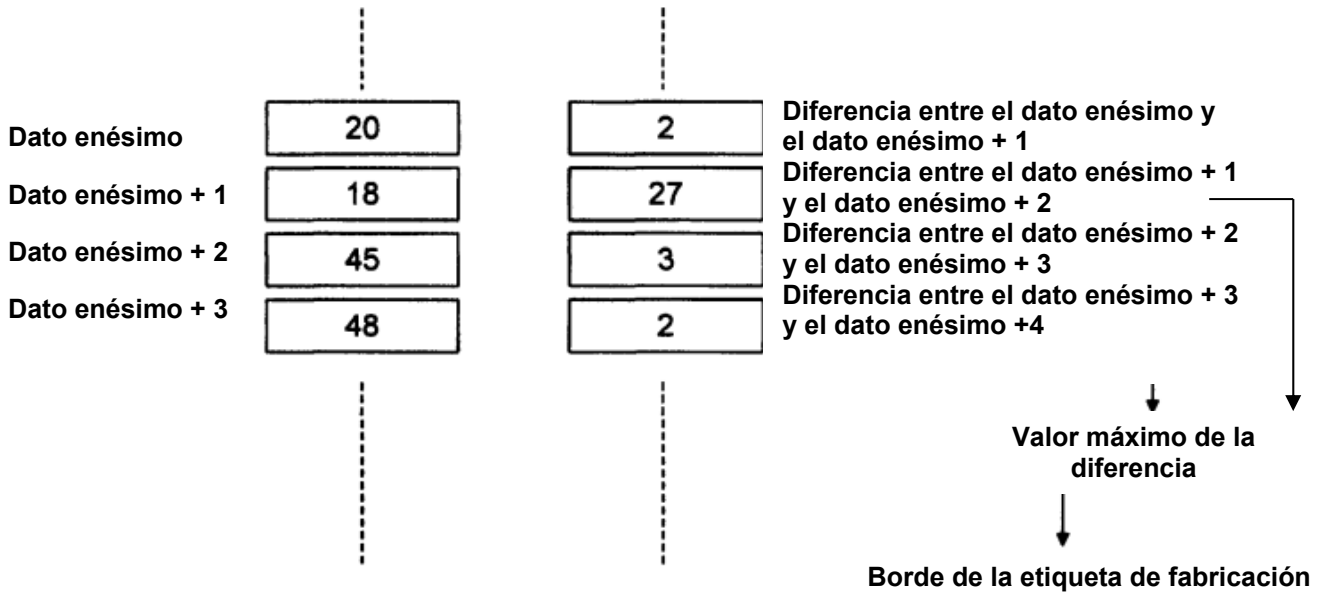 Dato enésimo
20
2
Diferencia entre el dato enésimo y
el dato enésimo + 1
Dato enésimo + 1
18
27
Diferencia entre el dato enésimo + 1
y el dato enésimo + 2
Dato enésimo + 2
45
3
Diferencia entre el dato enésimo + 2
y el dato enésimo + 3
Dato enésimo + 3
48
2
Diferencia entre el dato enésimo + 3
y el dato enésimo +4
Valor máximo de la
diferencia
Borde de la etiqueta de fabricación